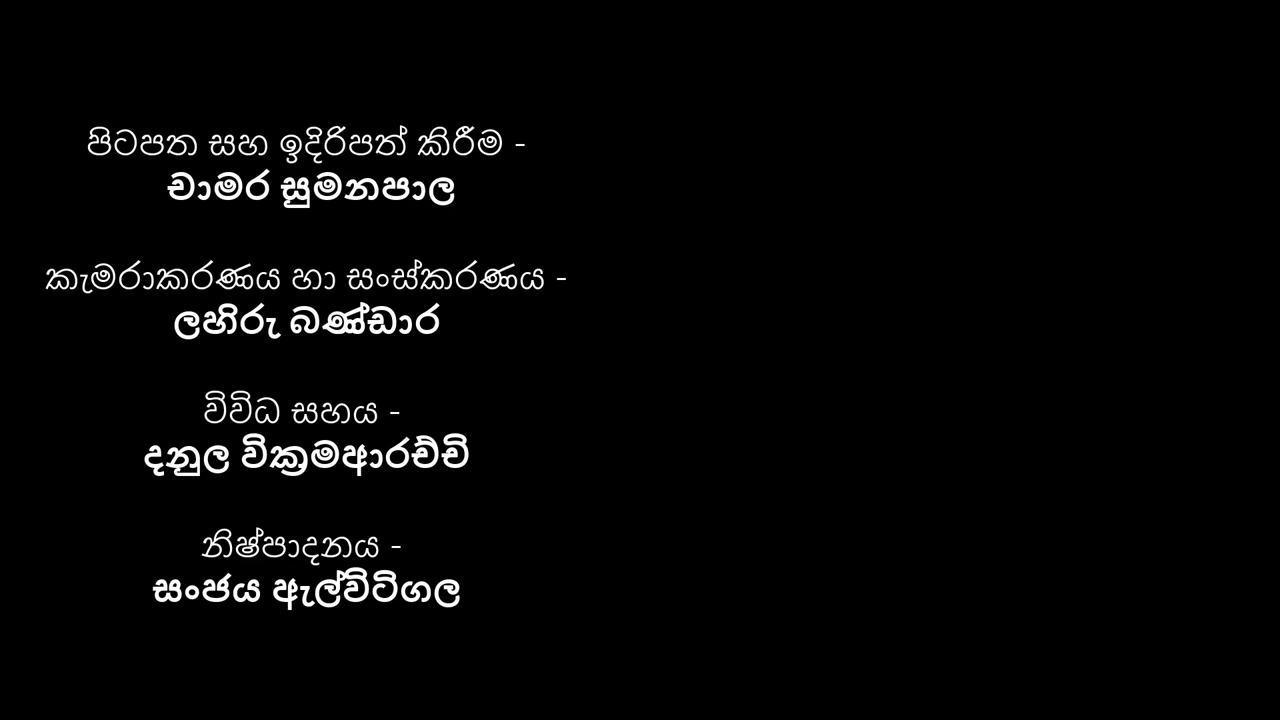 පිටපත සහ ඉදිරිපත් කිරීම -
චාමර සුමනපාල
කැමරාකරණය හා සංස්කරණය -
ලහිරු බණ්ඩාර
විවිධ සහය -
දනුල වික්‍රමආරච්චි
නිෂ්පාදනය -
සංජය ඇල්විටිගල